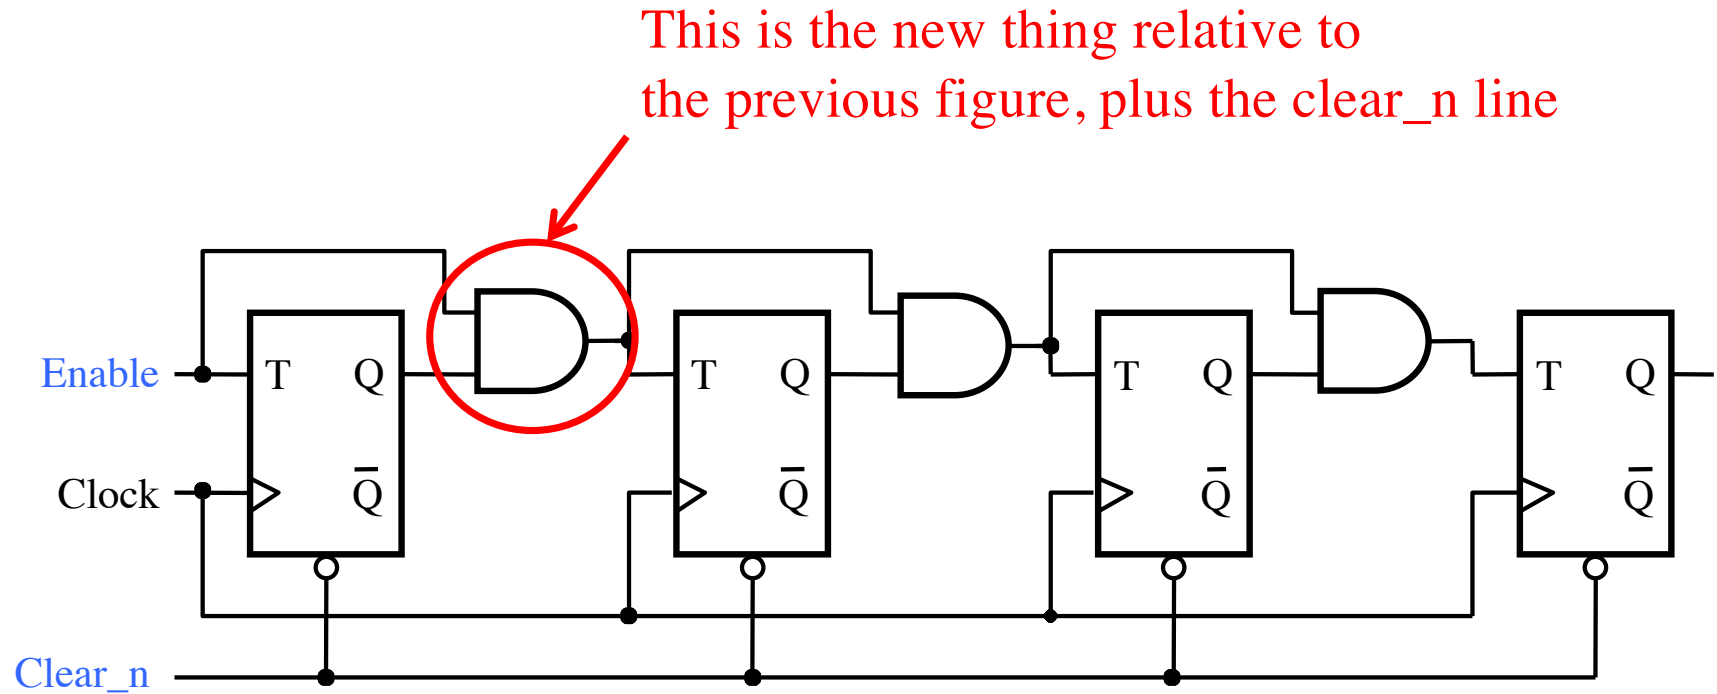 This is the new thing relative to
the previous figure, plus the clear_n line
Enable
T Q
T Q
T Q
T Q
Clock
Q̅
Q̅
Q̅
Q̅
Clear_n